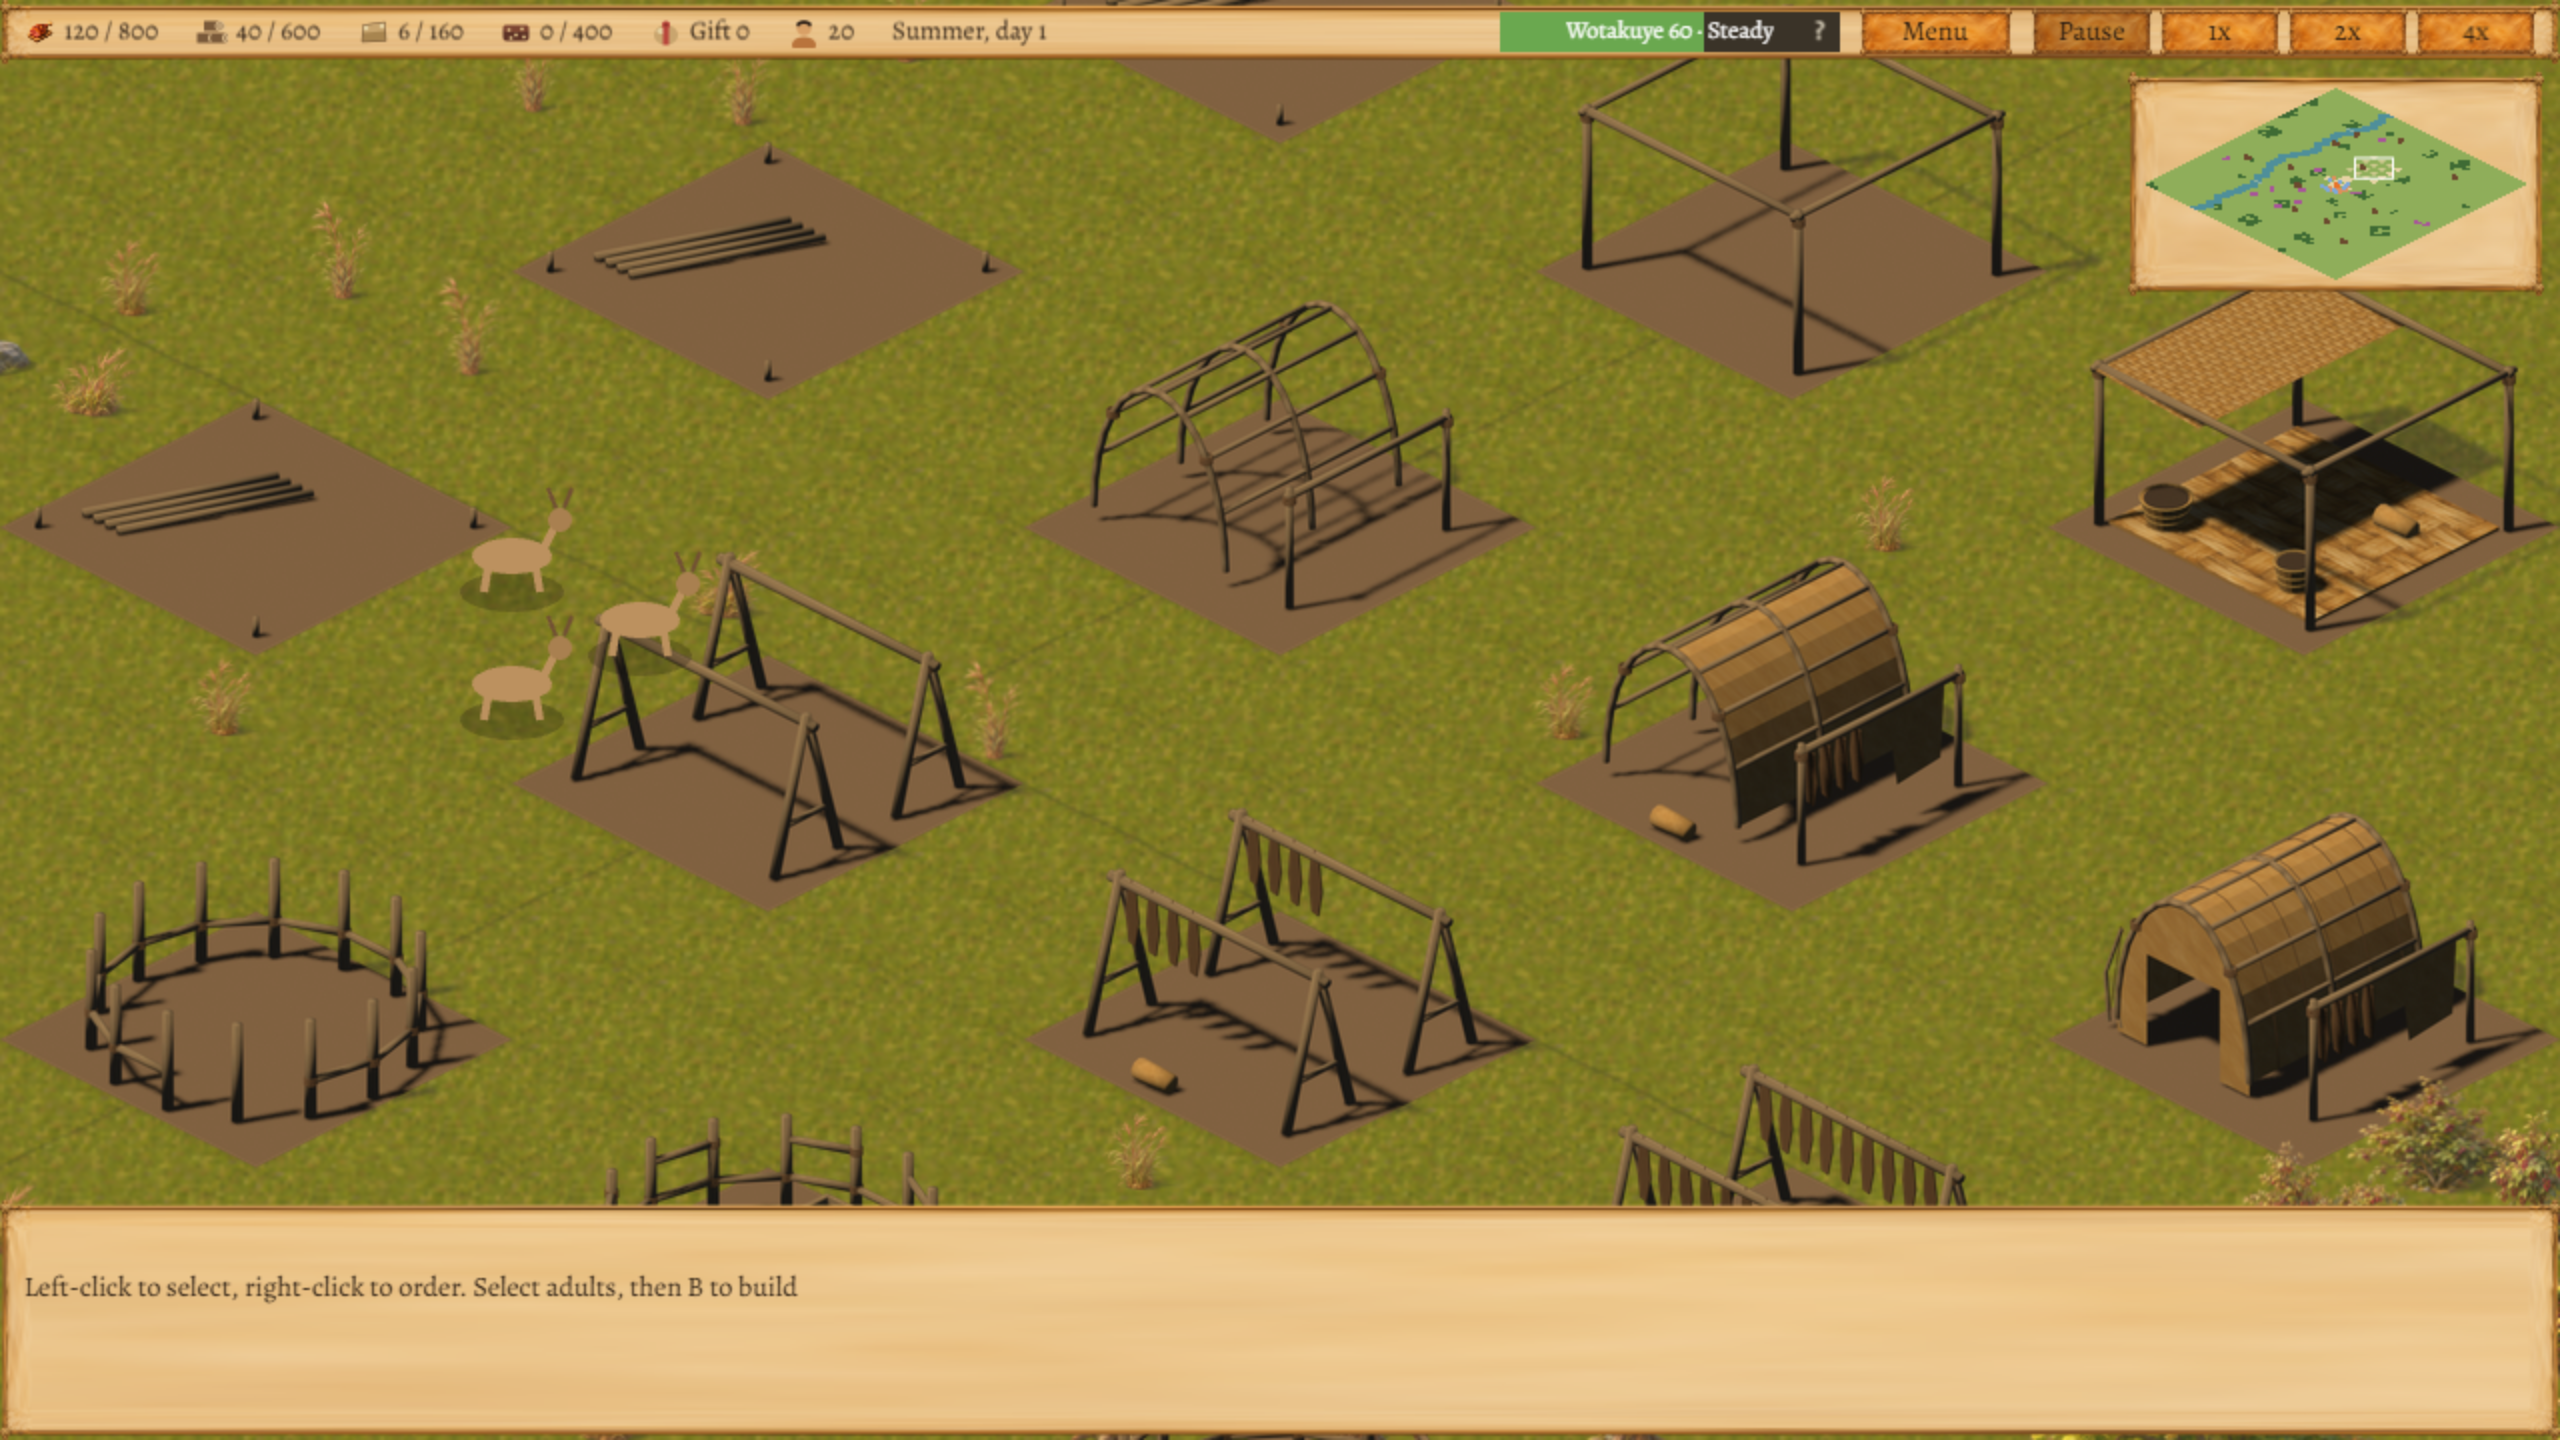 120 / 800 40 / 600 6 / 160 0 / 400 Gift 0 20 Summer, day 1 Wotakuye 60 · Steady ? Menu Pause 1x 2x 4x
Left-click to select, right-click to order. Select adults, then B to build